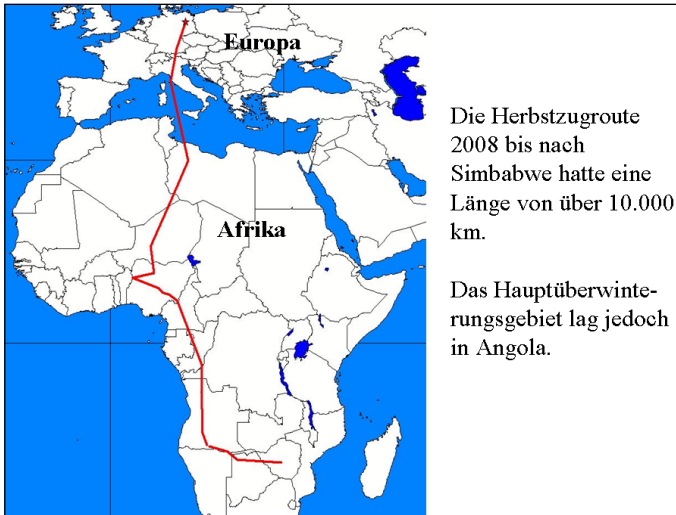 Europa
Afrika
Die Herbstzugroute
2008 bis nach
Simbabwe hatte eine
Länge von über 10.000
km.
Das Hauptüberwinte-
rungsgebiet lag jedoch
in Angola.